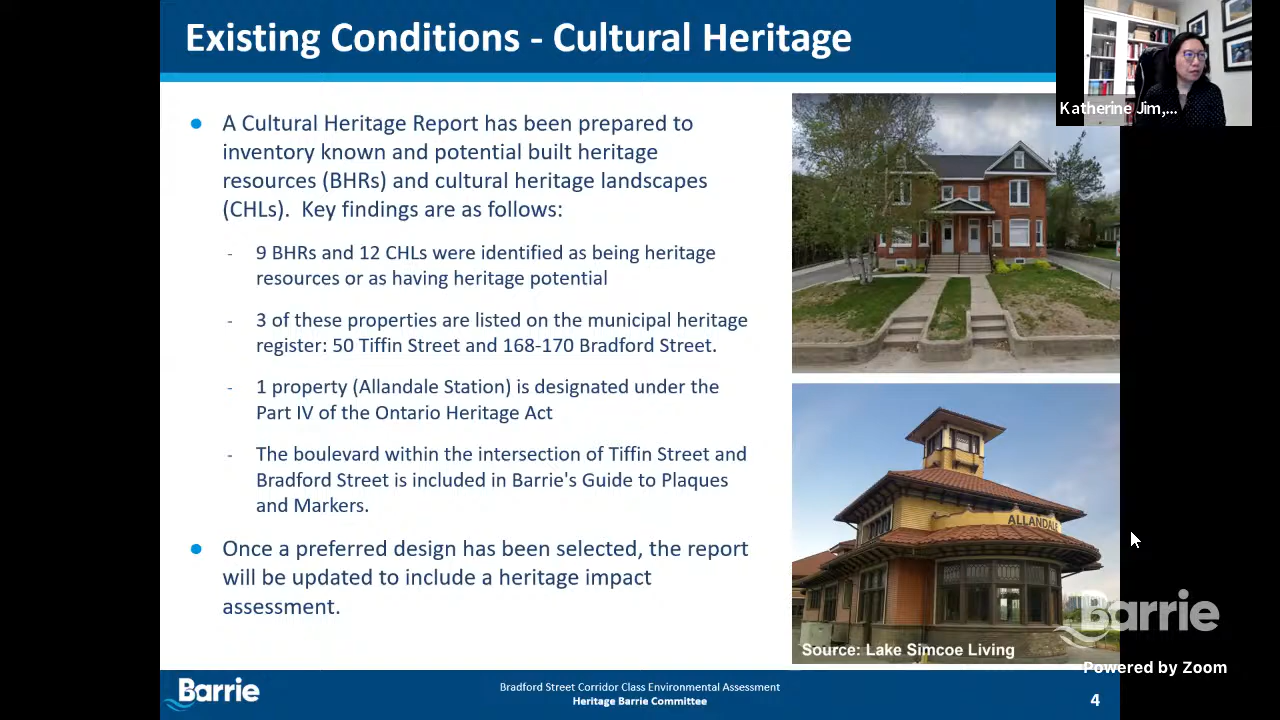 Existing Conditions - Cultural Heritage
Katherine Jim,...
A Cultural Heritage Report has been prepared to
inventory known and potential built heritage
resources (BHRs) and cultural heritage landscapes
(CHLs). Key findings are as follows:
- 9 BHRs and 12 CHLs were identified as being heritage
resources or as having heritage potential
- 3 of these properties are listed on the municipal heritage
register: 50 Tiffin Street and 168-170 Bradford Street.
- 1 property (Allandale Station) is designated under the
Part IV of the Ontario Heritage Act
- The boulevard within the intersection of Tiffin Street and
Bradford Street is included in Barrie's Guide to Plaques
and Markers.
Once a preferred design has been selected, the report
will be updated to include a heritage impact
assessment.
ALLANDALE
Source: Lake Simcoe Living
Barrie
Powered by Zoom
Barrie
Bradford Street Corridor Class Environmental Assessment
Heritage Barrie Committee
4